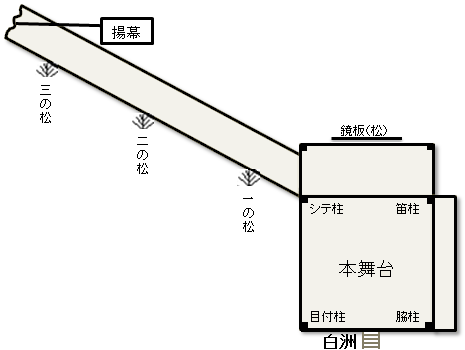 揚幕
三の松
二の松
一の松
鏡板(松)
シテ柱
笛柱
本舞台
目付柱
脇柱
白洲